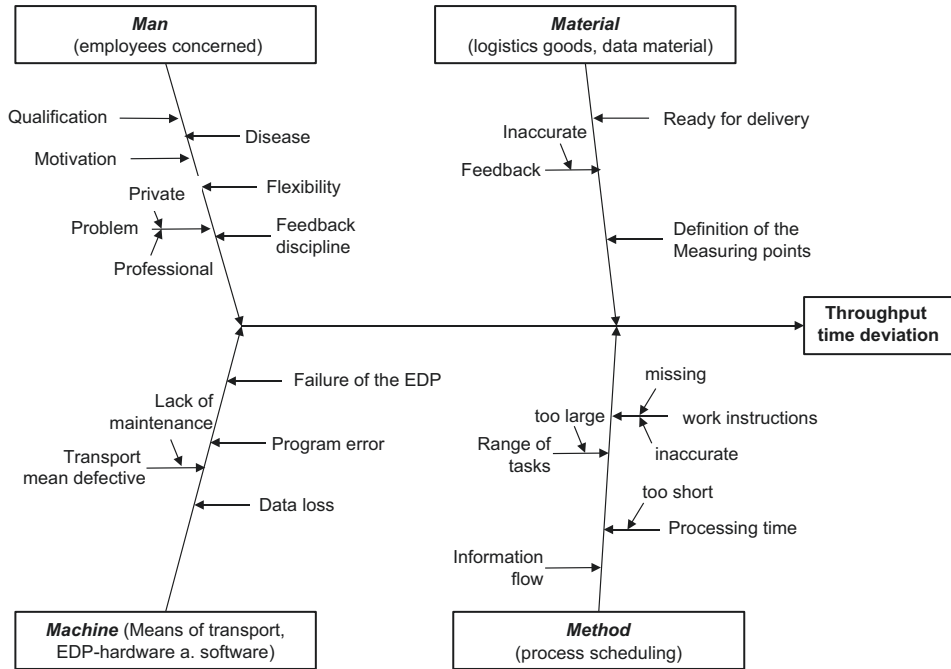 Man
(employees concerned)
Material
(logistics goods, data material)
Qualification
Disease
Motivation
Flexibility
Private
Problem
Professional
Feedback
discipline
Ready for delivery
Inaccurate
Feedback
Definition of the
Measuring points
Throughput
time deviation
Failure of the EDP
Lack of
maintenance
Program error
Transport
mean defective
Data loss
missing
work instructions
inaccurate
too large
Range of
tasks
too short
Processing time
Information
flow
Machine (Means of transport,
EDP-hardware a. software)
Method
(process scheduling)